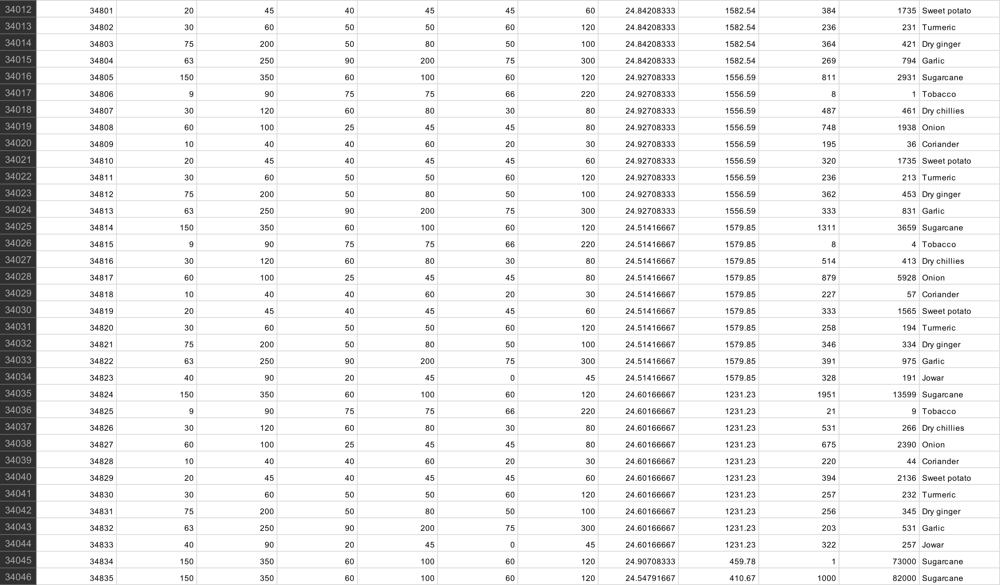 34012 34801 20 45 40 45 45 60 24.84208333 1582.54 384 1735 Sweet potato
34013 34802 30 60 50 50 60 120 24.84208333 1582.54 236 231 Turmeric
34014 34803 75 200 50 80 50 100 24.84208333 1582.54 364 421 Dry ginger
34015 34804 63 250 90 200 75 300 24.84208333 1582.54 269 794 Garlic
34016 34805 150 350 60 100 60 120 24.92708333 1556.59 811 2931 Sugarcane
34017 34806 9 90 75 75 66 220 24.92708333 1556.59 8 1 Tobacco
34018 34807 30 120 60 80 30 80 24.92708333 1556.59 487 461 Dry chillies
34019 34808 60 100 25 45 45 80 24.92708333 1556.59 748 1938 Onion
34020 34809 10 40 40 60 20 30 24.92708333 1556.59 195 36 Coriander
34021 34810 20 45 40 45 45 60 24.92708333 1556.59 320 1735 Sweet potato
34022 34811 30 60 50 50 60 120 24.92708333 1556.59 236 213 Turmeric
34023 34812 75 200 50 80 50 100 24.92708333 1556.59 362 453 Dry ginger
34024 34813 63 250 90 200 75 300 24.92708333 1556.59 333 831 Garlic
34025 34814 150 350 60 100 60 120 24.51416667 1579.85 1311 3659 Sugarcane
34026 34815 9 90 75 75 66 220 24.51416667 1579.85 8 4 Tobacco
34027 34816 30 120 60 80 30 80 24.51416667 1579.85 514 413 Dry chillies
34028 34817 60 100 25 45 45 80 24.51416667 1579.85 879 5928 Onion
34029 34818 10 40 40 60 20 30 24.51416667 1579.85 227 57 Coriander
34030 34819 20 45 40 45 45 60 24.51416667 1579.85 333 1565 Sweet potato
34031 34820 30 60 50 50 60 120 24.51416667 1579.85 258 194 Turmeric
34032 34821 75 200 50 80 50 100 24.51416667 1579.85 346 334 Dry ginger
34033 34822 63 250 90 200 75 300 24.51416667 1579.85 391 975 Garlic
34034 34823 40 90 20 45 0 45 24.51416667 1579.85 328 191 Jowar
34035 34824 150 350 60 100 60 120 24.60166667 1231.23 1951 13599 Sugarcane
34036 34825 9 90 75 75 66 220 24.60166667 1231.23 21 9 Tobacco
34037 34826 30 120 60 80 30 80 24.60166667 1231.23 531 266 Dry chillies
34038 34827 60 100 25 45 45 80 24.60166667 1231.23 675 2390 Onion
34039 34828 10 40 40 60 20 30 24.60166667 1231.23 220 44 Coriander
34040 34829 20 45 40 45 45 60 24.60166667 1231.23 394 2136 Sweet potato
34041 34830 30 60 50 50 60 120 24.60166667 1231.23 257 232 Turmeric
34042 34831 75 200 50 80 50 100 24.60166667 1231.23 256 345 Dry ginger
34043 34832 63 250 90 200 75 300 24.60166667 1231.23 203 531 Garlic
34044 34833 40 90 20 45 0 45 24.60166667 1231.23 322 257 Jowar
34045 34834 150 350 60 100 60 120 24.90708333 459.78 1 73000 Sugarcane
34046 34835 150 350 60 100 60 120 24.54791667 410.67 1000 82000 Sugarcane